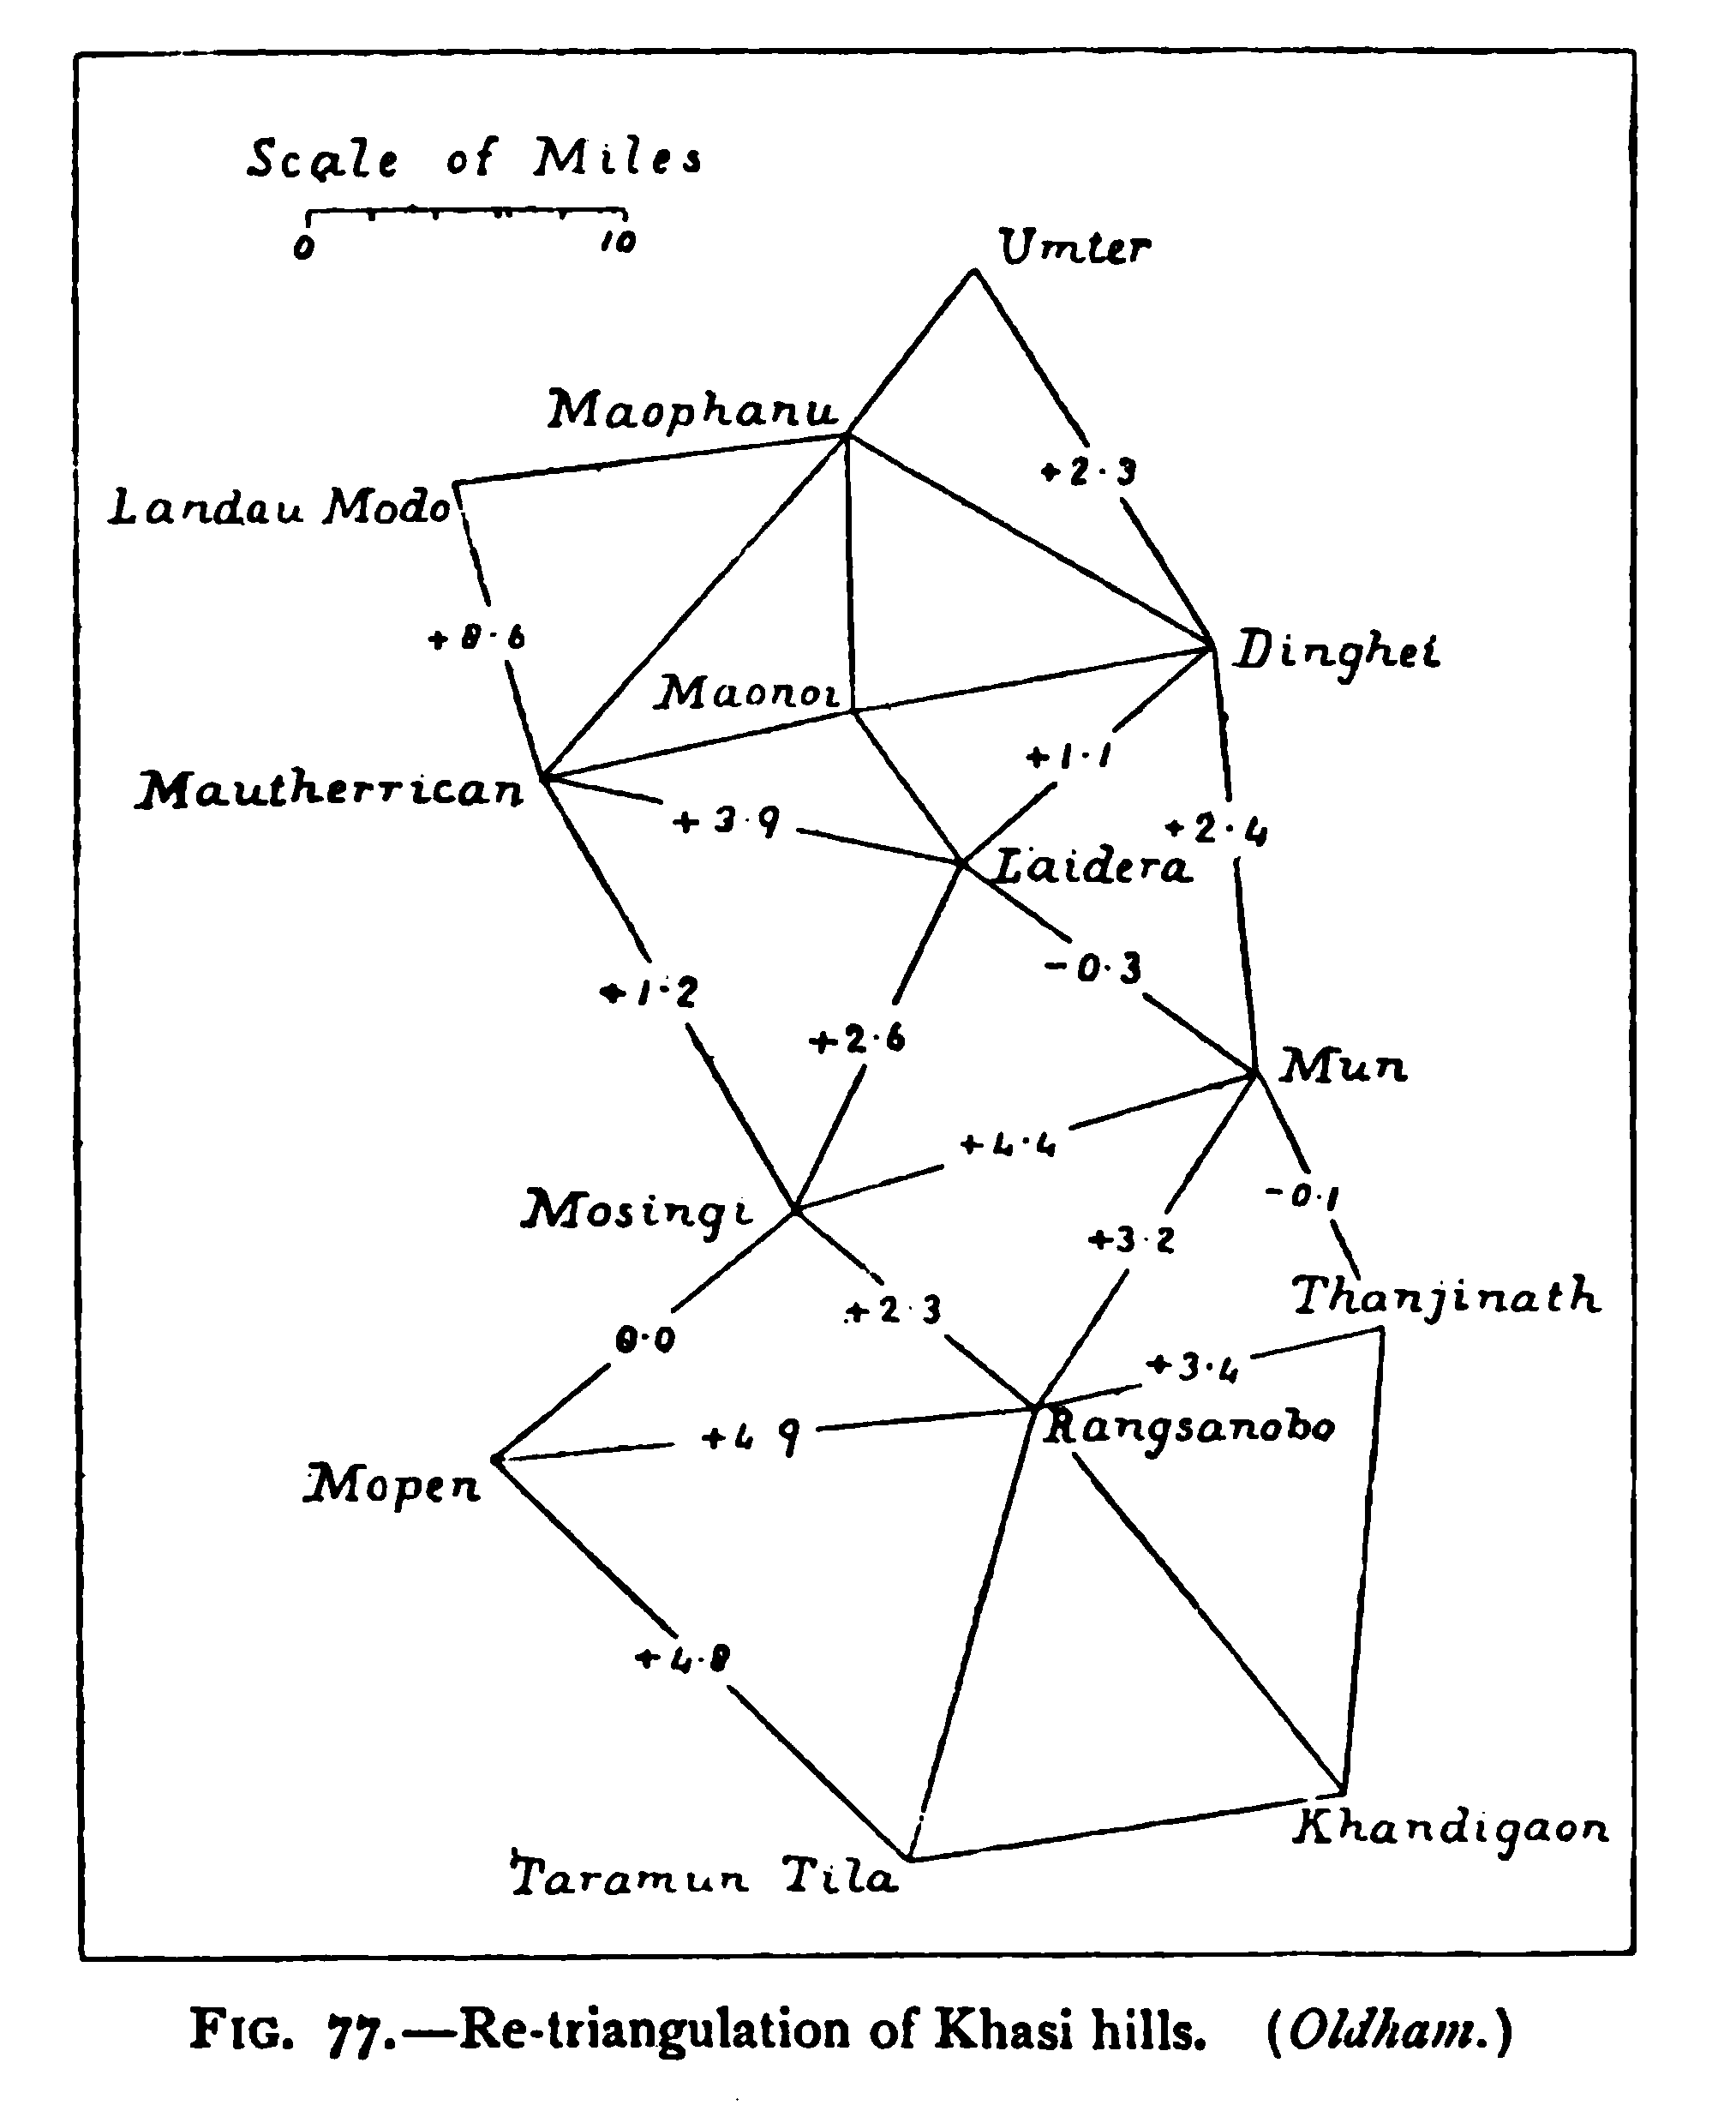 Scale of Miles
0 10
Umter
Maophanu
+2.3
Landau Modo
+8.6
Dinghei
Maonoi
+1.1
Mautherrican
+3.9
+2.4
Laidera
-0.3
+1.2
+2.6
Mun
+4.4
-0.1
Mosingi
+3.2
Thanjinath
+2.3
0.0
+3.4
+4.9
Rangsanobo
Mopen
+4.8
Khandigaon
Taramun Tila
FIG. 77.—Re-triangulation of Khasi hills. (Oldham.)